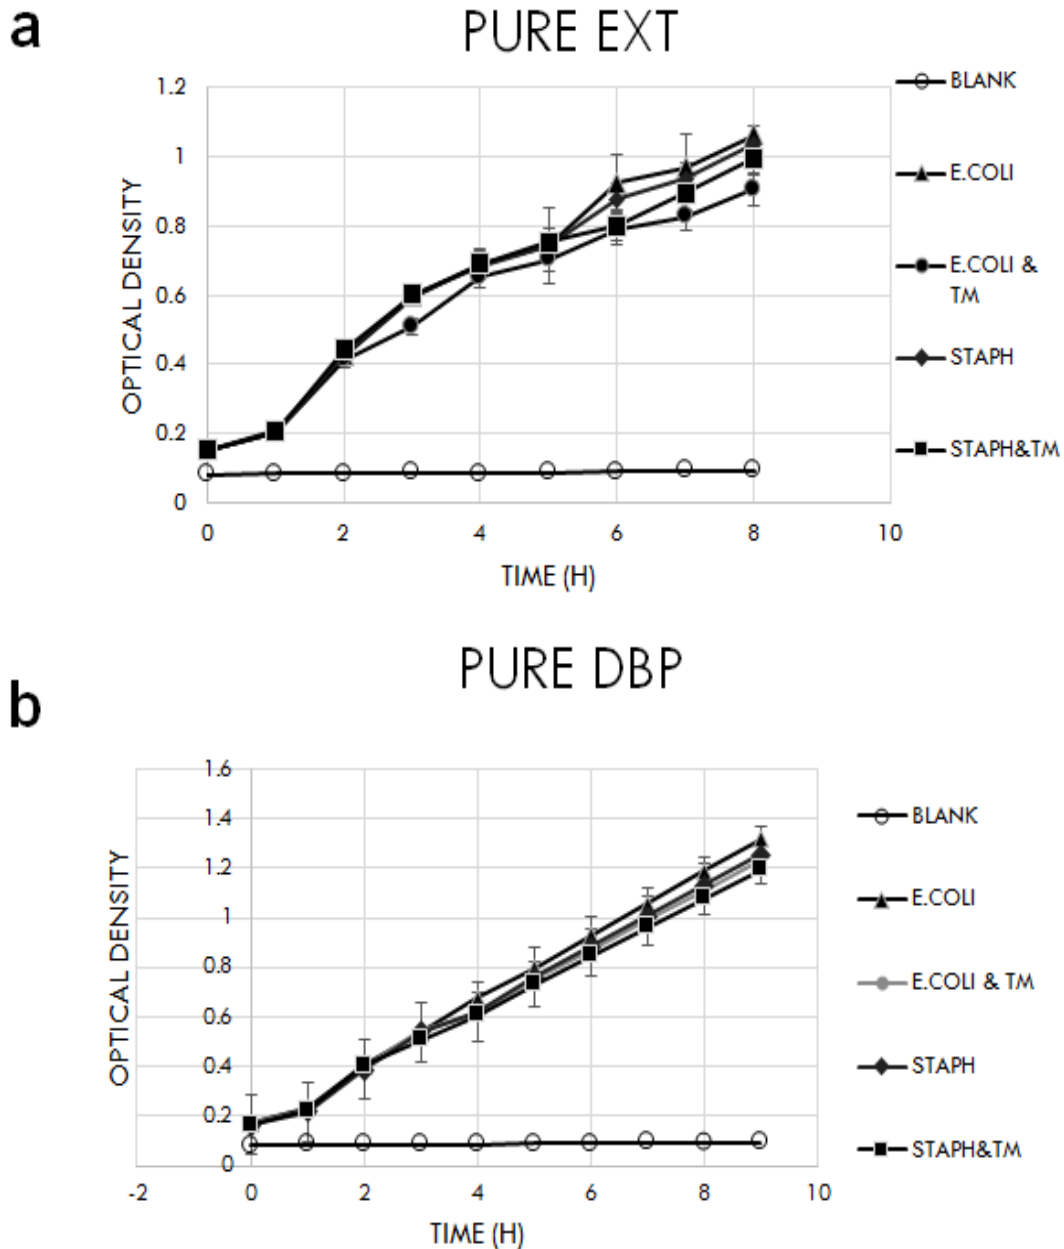 a
PURE EXT
1.2
1
0.8
0.6
0.4
0.2
0
OPTICAL DENSITY
0 2 4 6 8 10
TIME (H)
BLANK
E.COLI
E.COLI &
TM
STAPH
STAPH&TM
b
PURE DBP
1.6
1.4
1.2
1
0.8
0.6
0.4
0.2
0
OPTICAL DENSITY
-2 0 2 4 6 8 10
TIME (H)
BLANK
E.COLI
E.COLI & TM
STAPH
STAPH&TM